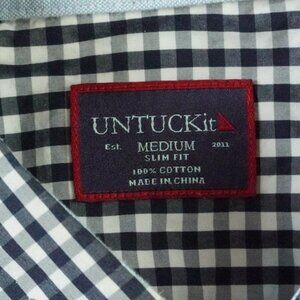 UNTUCKit
Est. MEDIUM 2011
SLIM FIT
100% COTTON
MADE IN CHINA